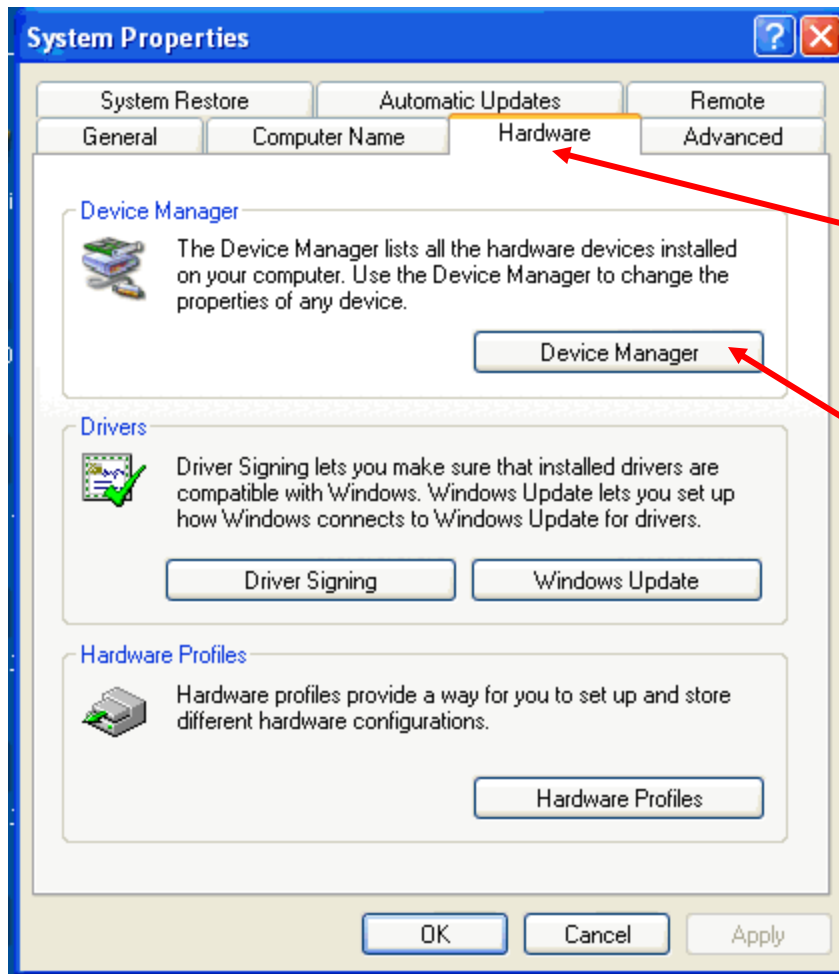 System Properties
System Restore
Automatic Updates
Remote
General
Computer Name
Hardware
Advanced
Device Manager
The Device Manager lists all the hardware devices installed
on your computer. Use the Device Manager to change the
properties of any device.
Device Manager
Drivers
Driver Signing lets you make sure that installed drivers are
compatible with Windows. Windows Update lets you set up
how Windows connects to Windows Update for drivers.
Driver Signing
Windows Update
Hardware Profiles
Hardware profiles provide a way for you to set up and store
different hardware configurations.
Hardware Profiles
OK
Cancel
Apply